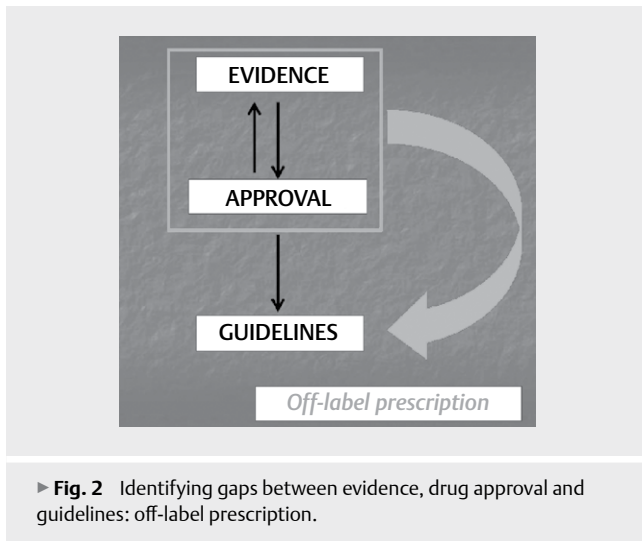 EVIDENCE
APPROVAL
GUIDELINES
Off-label prescription
▶ Fig. 2 Identifying gaps between evidence, drug approval and
guidelines: off-label prescription.